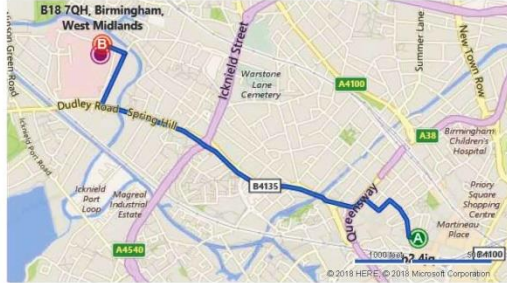 B18 7QH, Birmingham,
West Midlands
B
Icknield Street
Summer Lane
New Town Row
Warstone
Lane
Cemetery
A4100
Dudley Road
Spring Hill
A38
Birmingham
Children's
Hospital
Icknield Port Road
Icknield
Port
Loop
Magreal
Industrial
Estate
B4135
Queensway
Priory
Square
Shopping
Centre
Martineau
Place
A
A4540
1000 feet
B4100
© 2018 HERE, © 2018 Microsoft Corporation